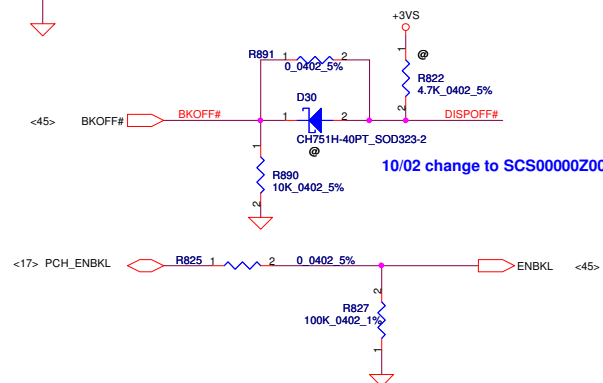 +3VS
R891
1
2
0_0402_5%
1
@
R822
4.7K_0402_5%
2
D30
<45>
BKOFF#
BKOFF#
1
2
DISPOFF#
CH751H-40PT_SOD323-2
@
10/02 change to SCS00000Z00
1
R890
10K_0402_5%
2
<17>
PCH_ENBKL
R825
1
2
0_0402_5%
ENBKL
<45>
2
R827
100K_0402_1%
1